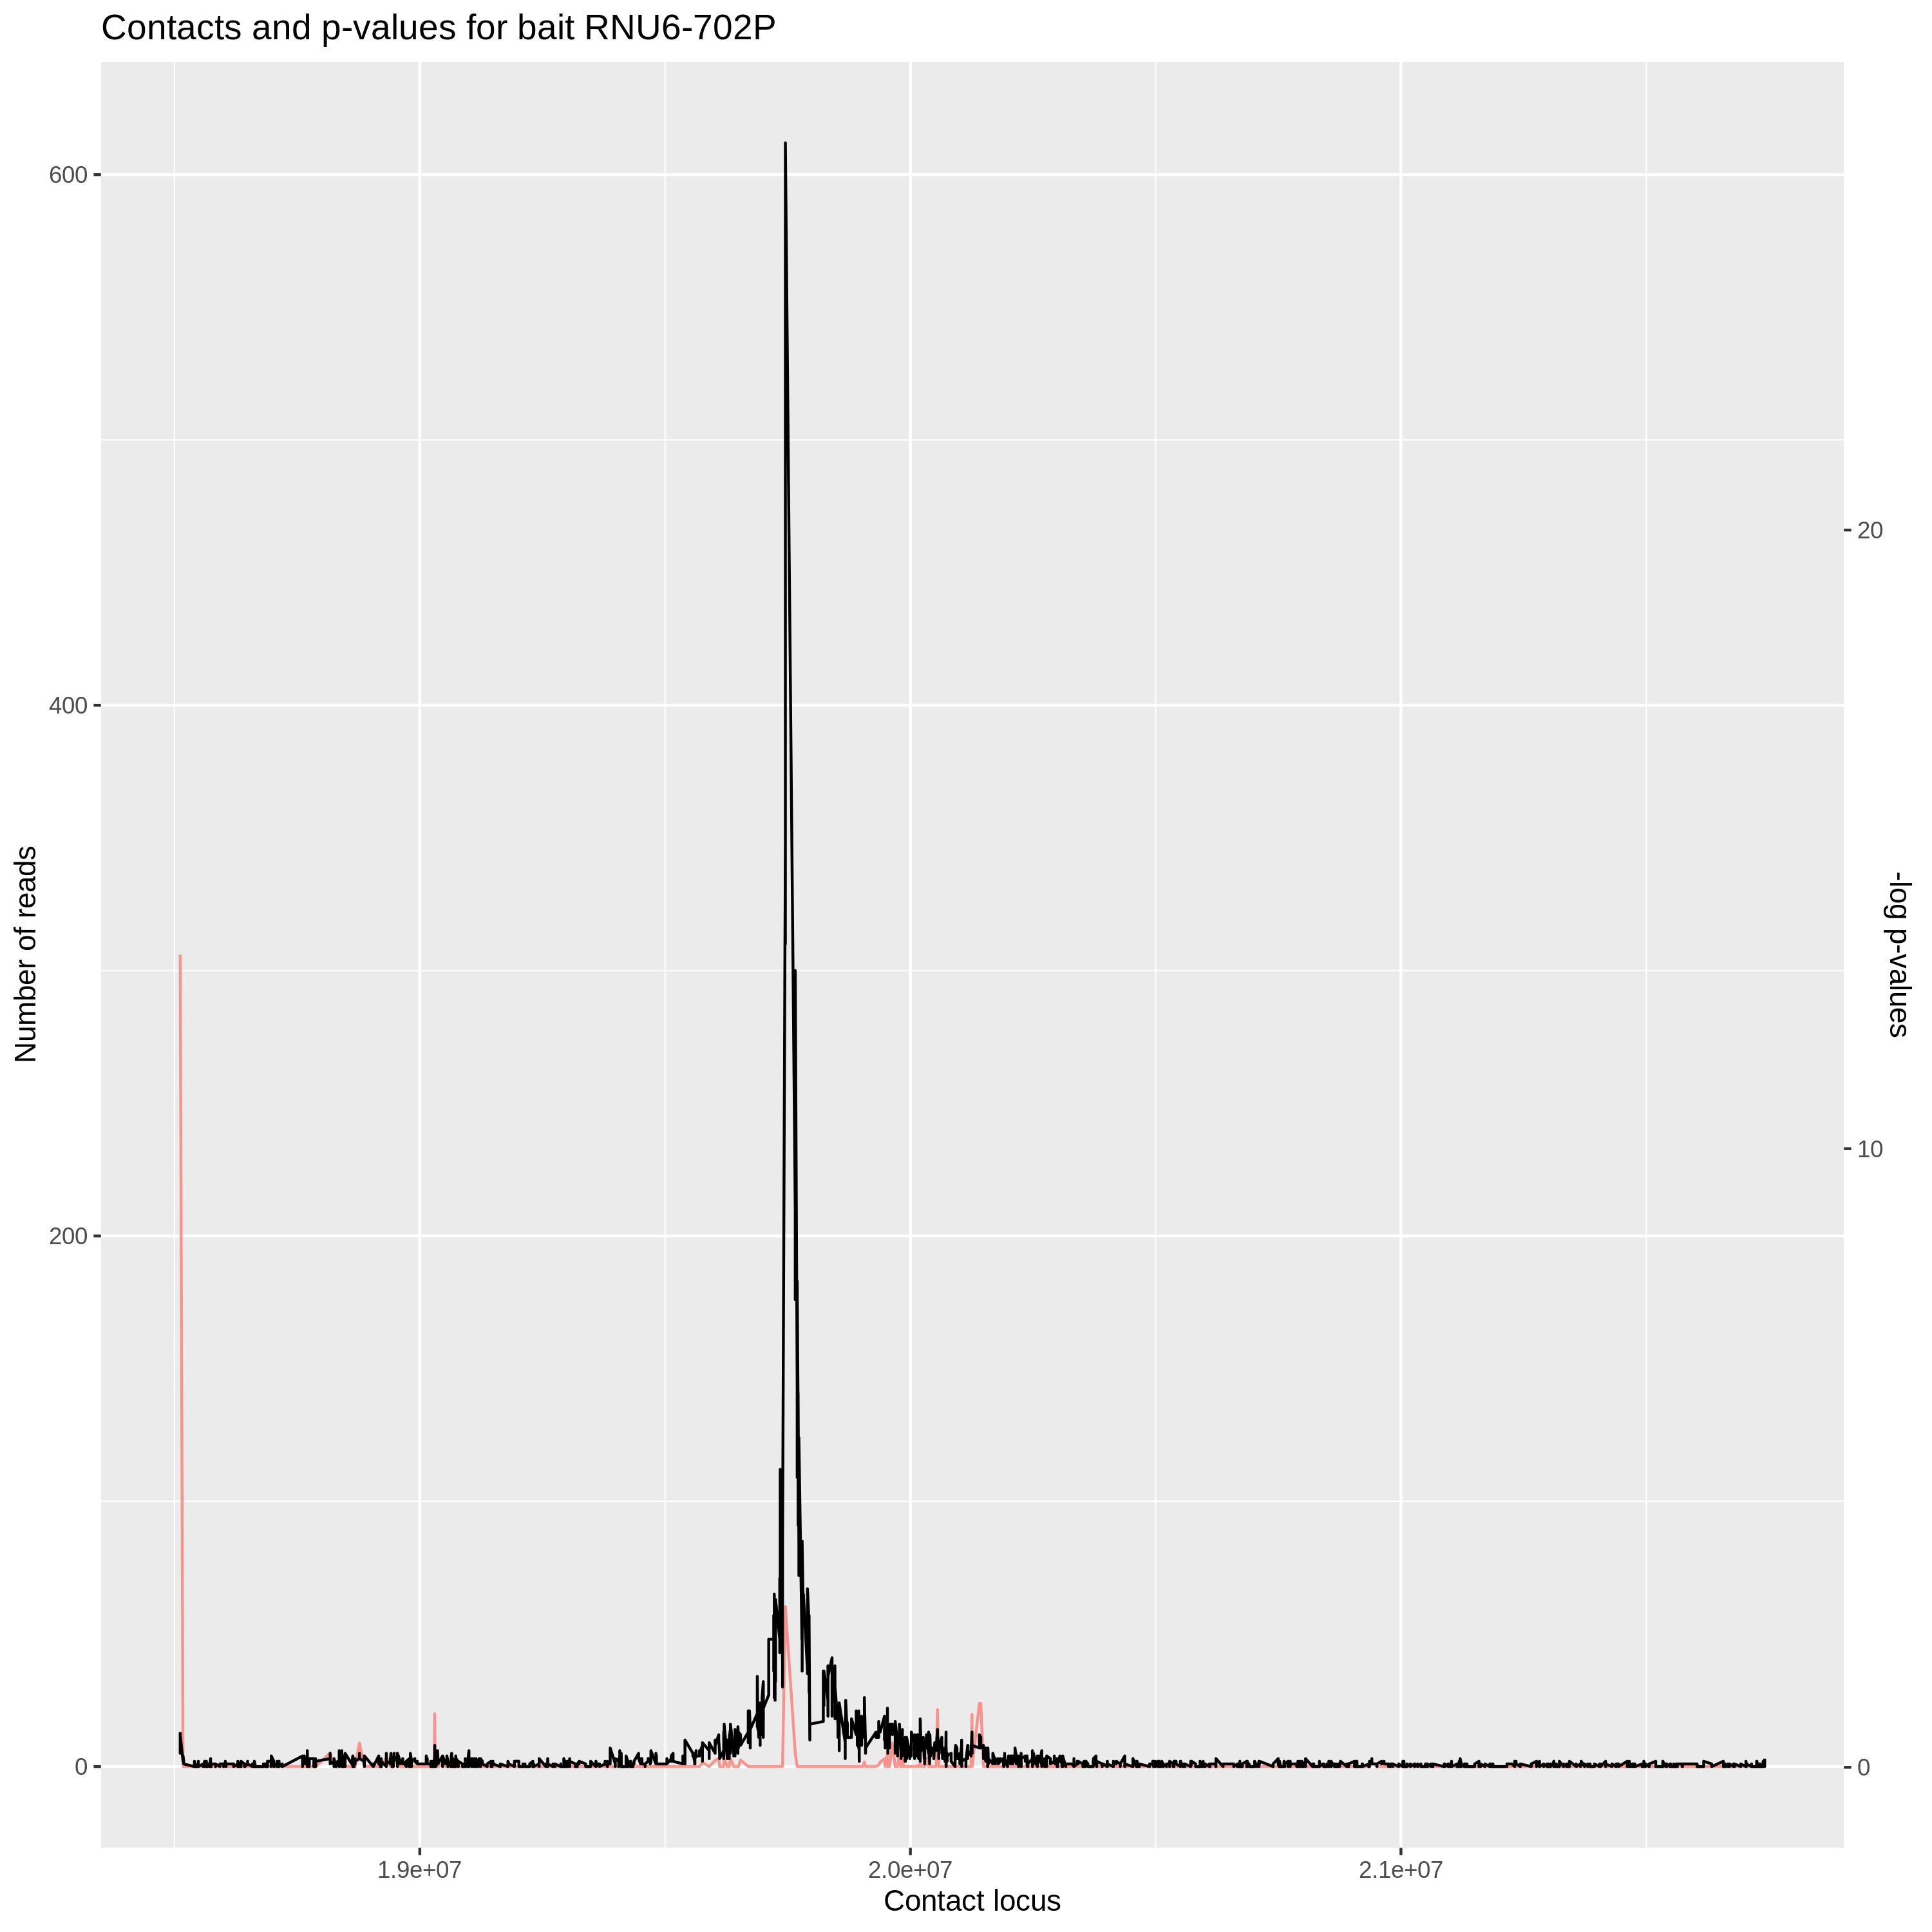 Contacts and p-values for bait RNU6-702P
600
400
200
0
Number of reads
20
10
0
-log p-values
1.9e+07
2.0e+07
2.1e+07
Contact locus